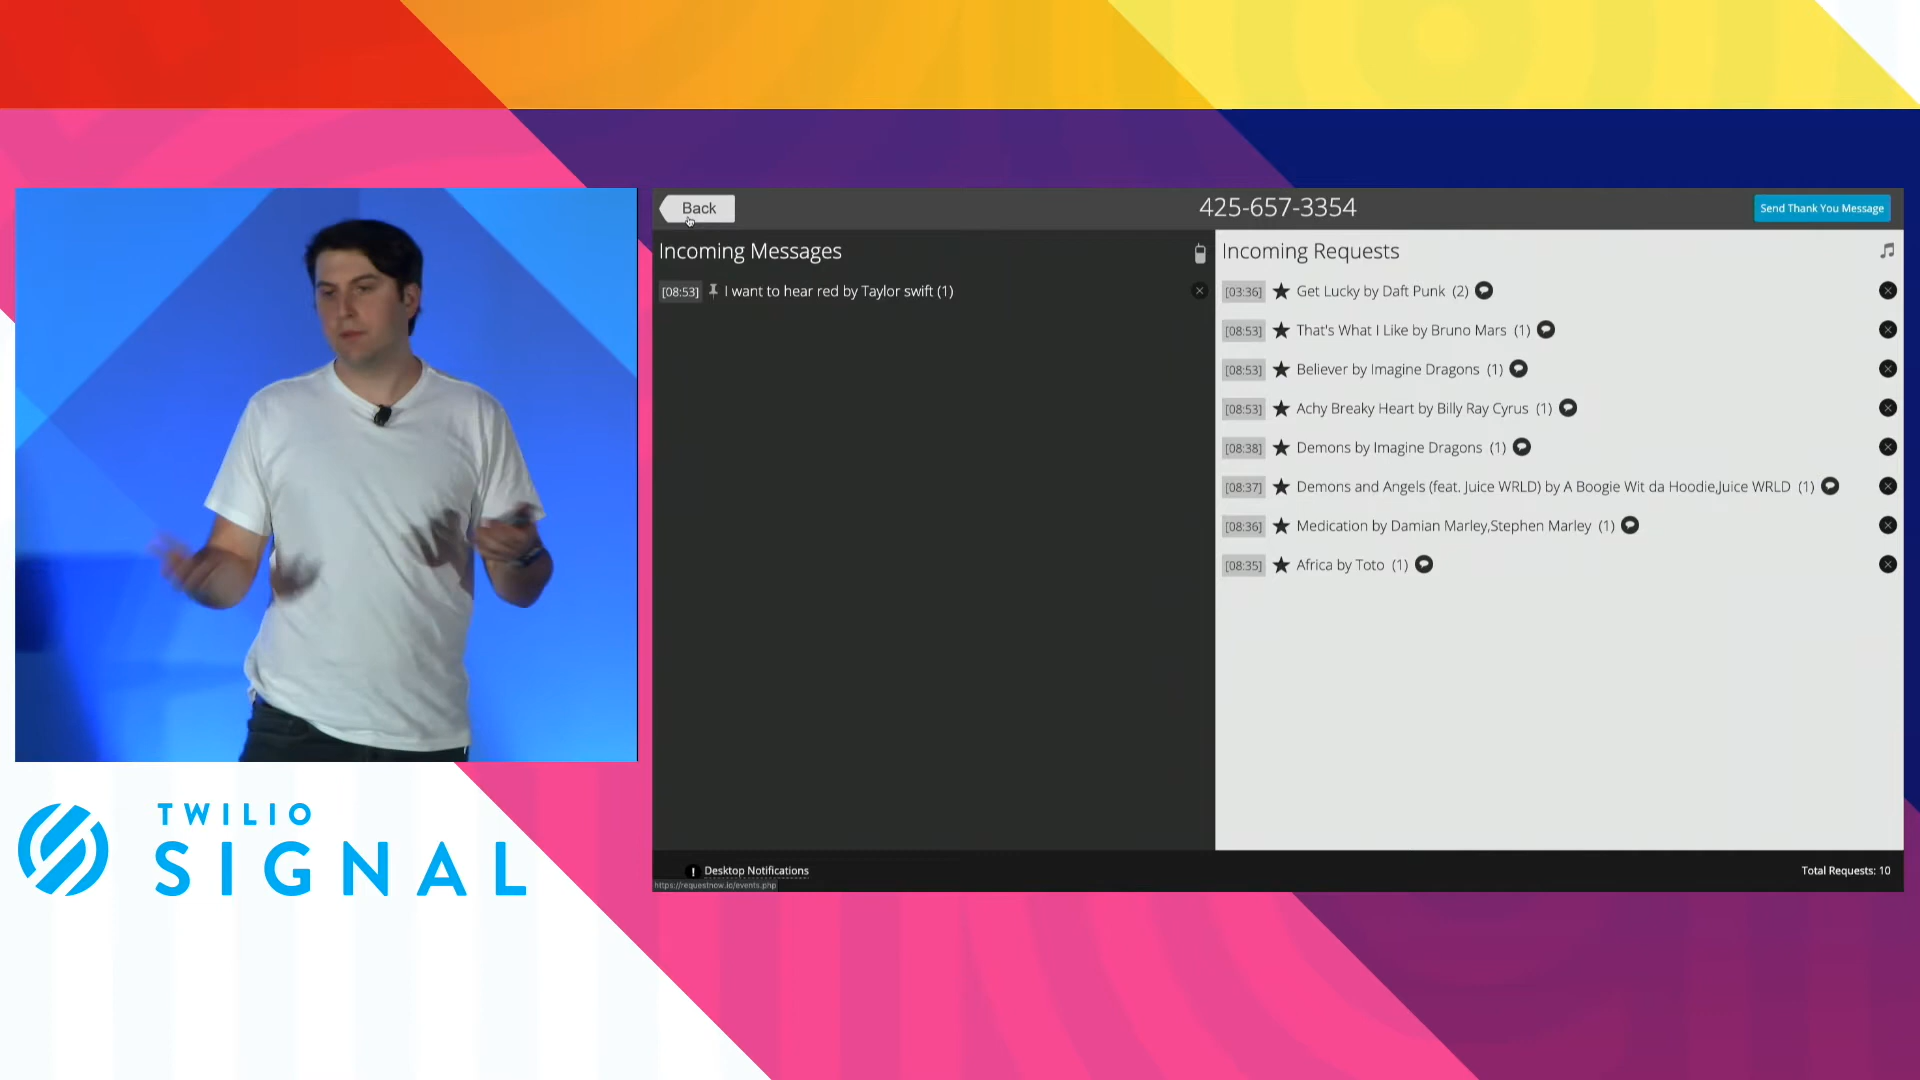 Back
425-657-3354
Send Thank You Message
Incoming Messages
[08:53] I want to hear red by Taylor swift (1)
Incoming Requests
[03:36] Get Lucky by Daft Punk (2)
[08:53] That's What I Like by Bruno Mars (1)
[08:53] Believer by Imagine Dragons (1)
[08:53] Achy Breaky Heart by Billy Ray Cyrus (1)
[08:38] Demons by Imagine Dragons (1)
[08:37] Demons and Angels (feat. Juice WRLD) by A Boogie Wit da Hoodie,Juice WRLD (1)
[08:36] Medication by Damian Marley,Stephen Marley (1)
[08:35] Africa by Toto (1)
Desktop Notifications
https://requestnow.io/events.php
Total Requests: 10
TWILIO
SIGNAL